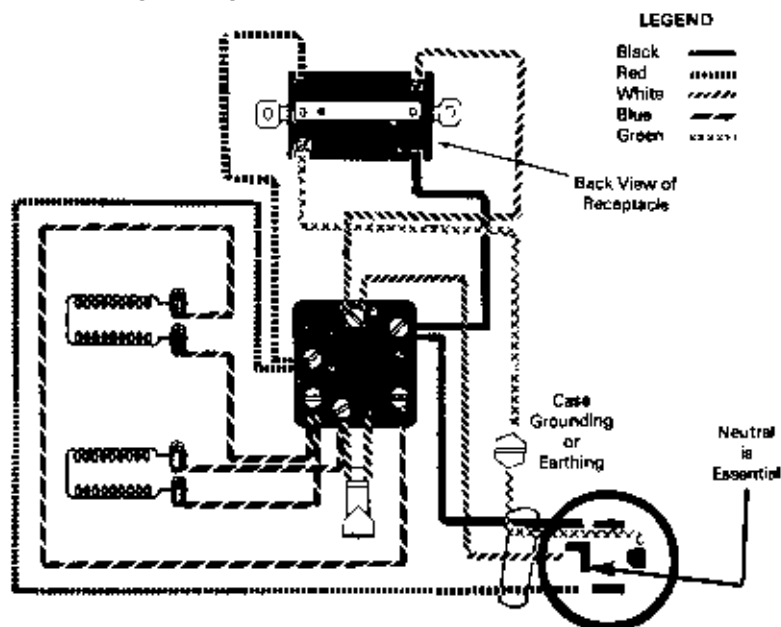 LEGEND
Black
Red
White
Blue
Green
Back View of
Receptacle
Case
Grounding
or
Earthing
Neutral
is
Essential